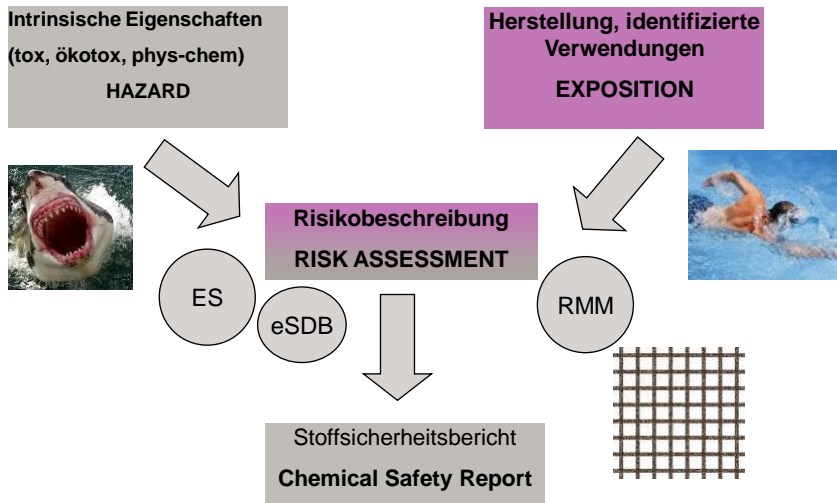 Intrinsische Eigenschaften
(tox, ökotox, phys-chem)
HAZARD
Herstellung, identifizierte
Verwendungen
EXPOSITION
Risikobeschreibung
RISK ASSESSMENT
ES
eSDB
RMM
Stoffsicherheitsbericht
Chemical Safety Report